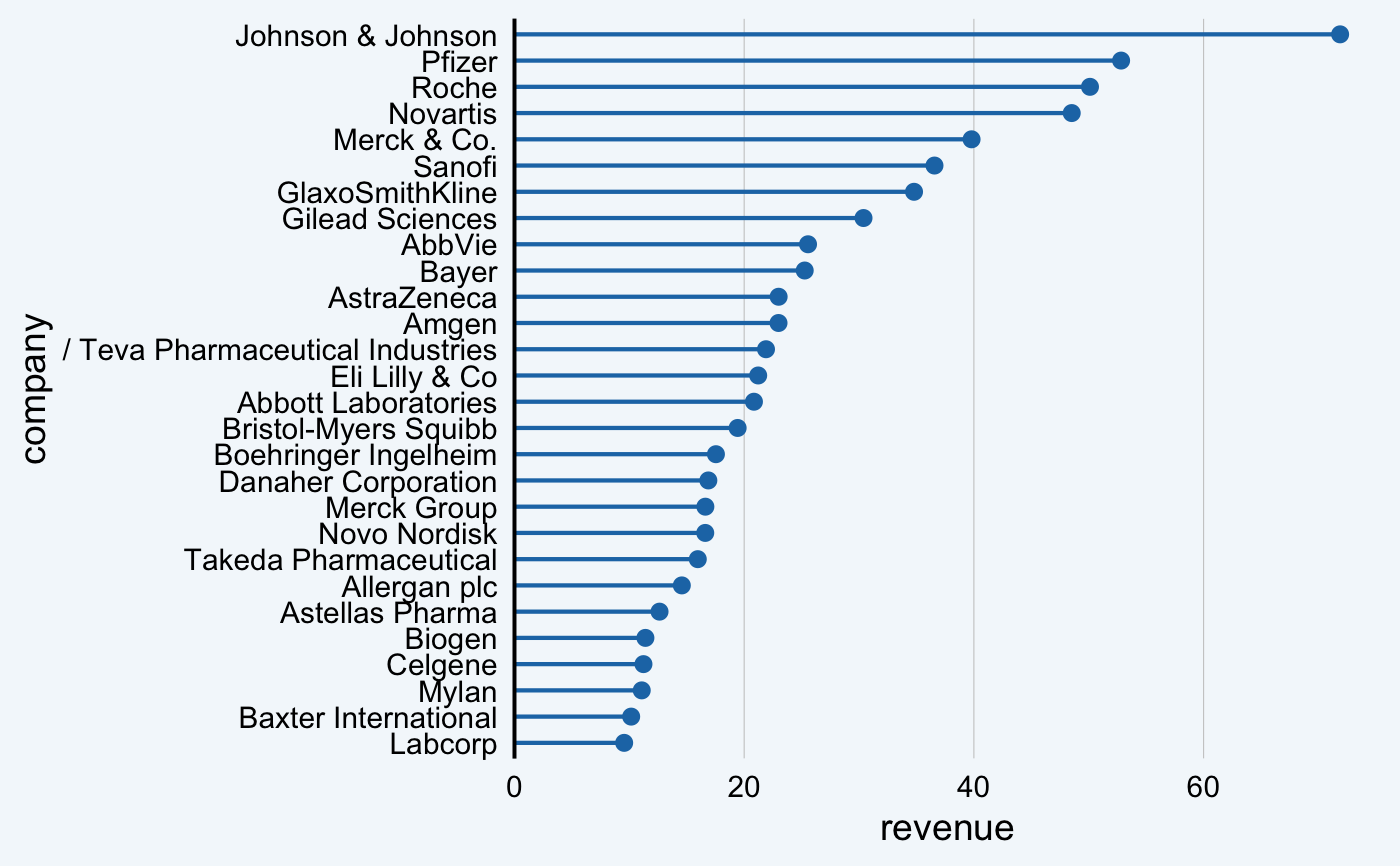 Johnson & Johnson
Pfizer
Roche
Novartis
Merck & Co.
Sanofi
GlaxoSmithKline
Gilead Sciences
AbbVie
Bayer
AstraZeneca
Amgen
/ Teva Pharmaceutical Industries
Eli Lilly & Co
Abbott Laboratories
Bristol-Myers Squibb
Boehringer Ingelheim
Danaher Corporation
Merck Group
Novo Nordisk
Takeda Pharmaceutical
Allergan plc
Astellas Pharma
Biogen
Celgene
Mylan
Baxter International
Labcorp
company
0 20 40 60
revenue